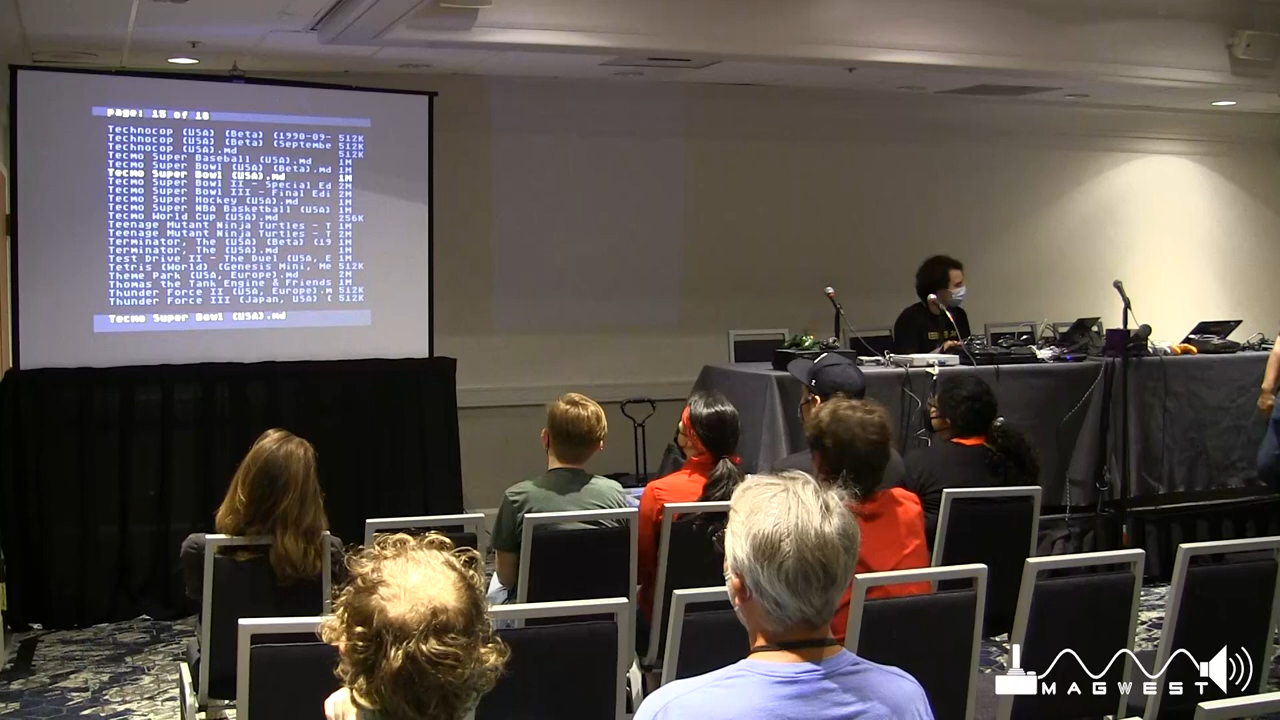 page: 15 of 18
Technocop (USA) (Beta) (1990-09- 512K
Technocop (USA) (Beta) (Septembe 512K
Technocop (USA).md 512K
Tecmo Super Baseball (USA).md 1M
Tecmo Super Bowl (USA) (Beta).md 1M
Tecmo Super Bowl (USA).md 1M
Tecmo Super Bowl II - Special Ed 2M
Tecmo Super Bowl III - Final Edi 2M
Tecmo Super Hockey (USA).md 1M
Tecmo Super NBA Basketball (USA) 1M
Tecmo World Cup (USA).md 256K
Teenage Mutant Ninja Turtles - T 1M
Teenage Mutant Ninja Turtles - T 2M
Terminator, The (USA) (Beta) (19 1M
Terminator, The (USA).md 1M
Test Drive II - The Duel (USA, E 1M
Tetris (World) (Genesis Mini, Me 512K
Theme Park (USA, Europe).md 2M
Thomas the Tank Engine & Friends 1M
Thunder Force II (USA, Europe).m 512K
Thunder Force III (Japan, USA) ( 512K
Tecmo Super Bowl (USA).md
MAGWEST